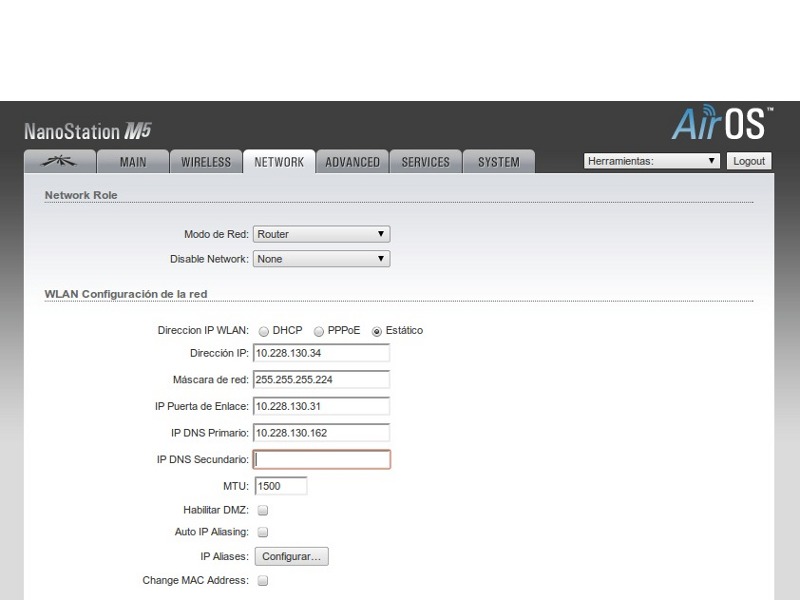 NanoStation M5
AirOS™
MAIN WIRELESS NETWORK ADVANCED SERVICES SYSTEM Herramientas: Logout
Network Role
Modo de Red: Router
Disable Network: None
WLAN Configuración de la red
Direccion IP WLAN: DHCP PPPoE Estático
Dirección IP: 10.228.130.34
Máscara de red: 255.255.255.224
IP Puerta de Enlace: 10.228.130.31
IP DNS Primario: 10.228.130.162
IP DNS Secundario:
MTU: 1500
Habilitar DMZ:
Auto IP Aliasing:
IP Aliases: Configurar…
Change MAC Address: